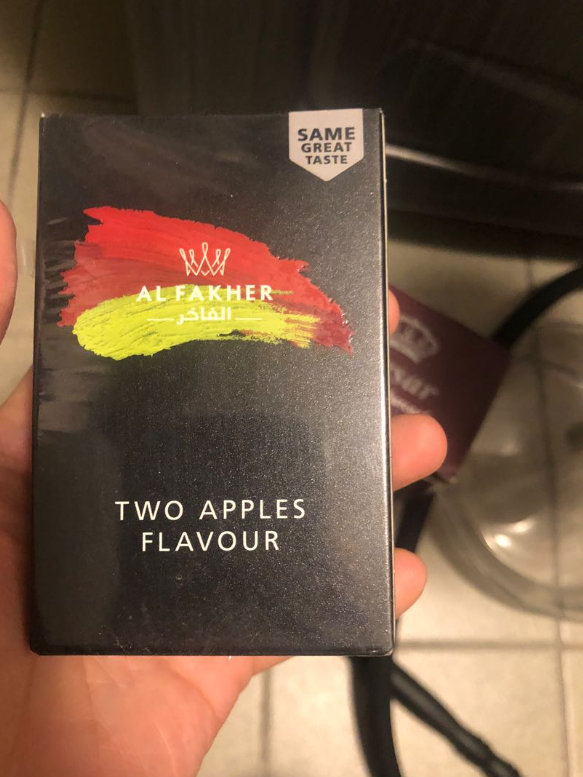 SAME
GREAT
TASTE
AL FAKHER
الفاخر
TWO APPLES
FLAVOUR